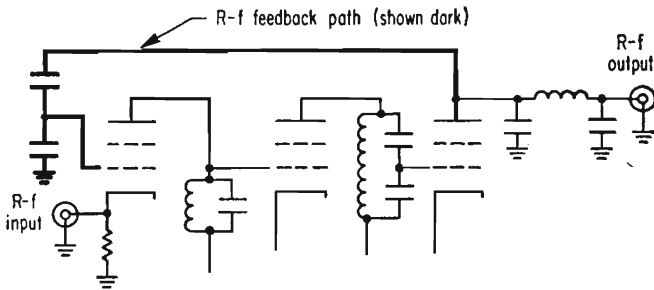 R-f feedback path (shown dark)
R-f
output
R-f
input